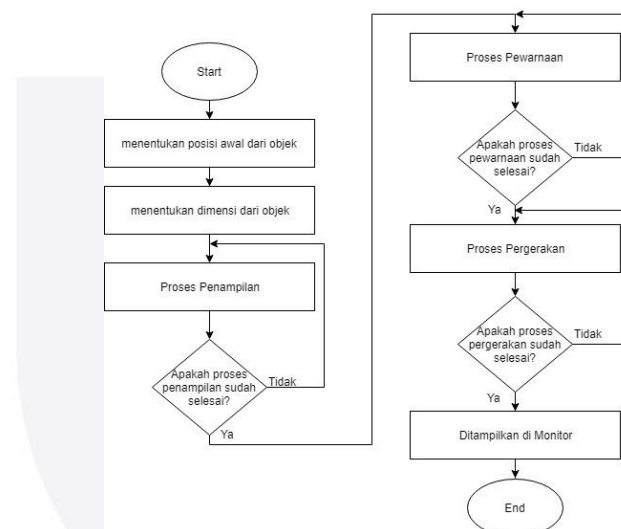 Start
menentukan posisi awal dari objek
menentukan dimensi dari objek
Proses Penampilan
Apakah proses
penampilan sudah
selesai?
Tidak
Ya
Proses Pewarnaan
Apakah proses
pewarnaan sudah
selesai?
Tidak
Ya
Proses Pergerakan
Apakah proses
pergerakan sudah
selesai?
Tidak
Ya
Ditampilkan di Monitor
End